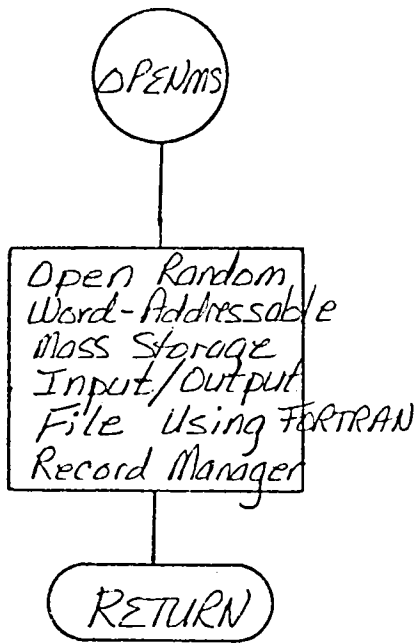 OPENMS
Open Random
Word-Addressable
Mass Storage
Input/Output
File Using FORTRAN
Record Manager
RETURN